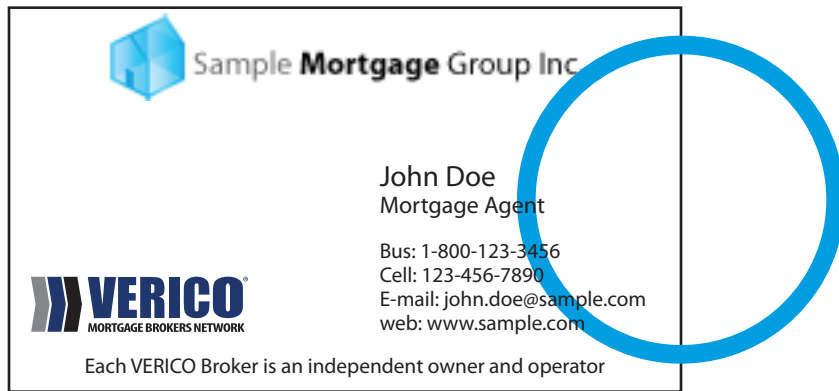 Sample Mortgage Group Inc
John Doe
Mortgage Agent
Bus: 1-800-123-3456
Cell: 123-456-7890
E-mail: john.doe@sample.com
web: www.sample.com
VERICO®
MORTGAGE BROKERS NETWORK
Each VERICO Broker is an independent owner and operator